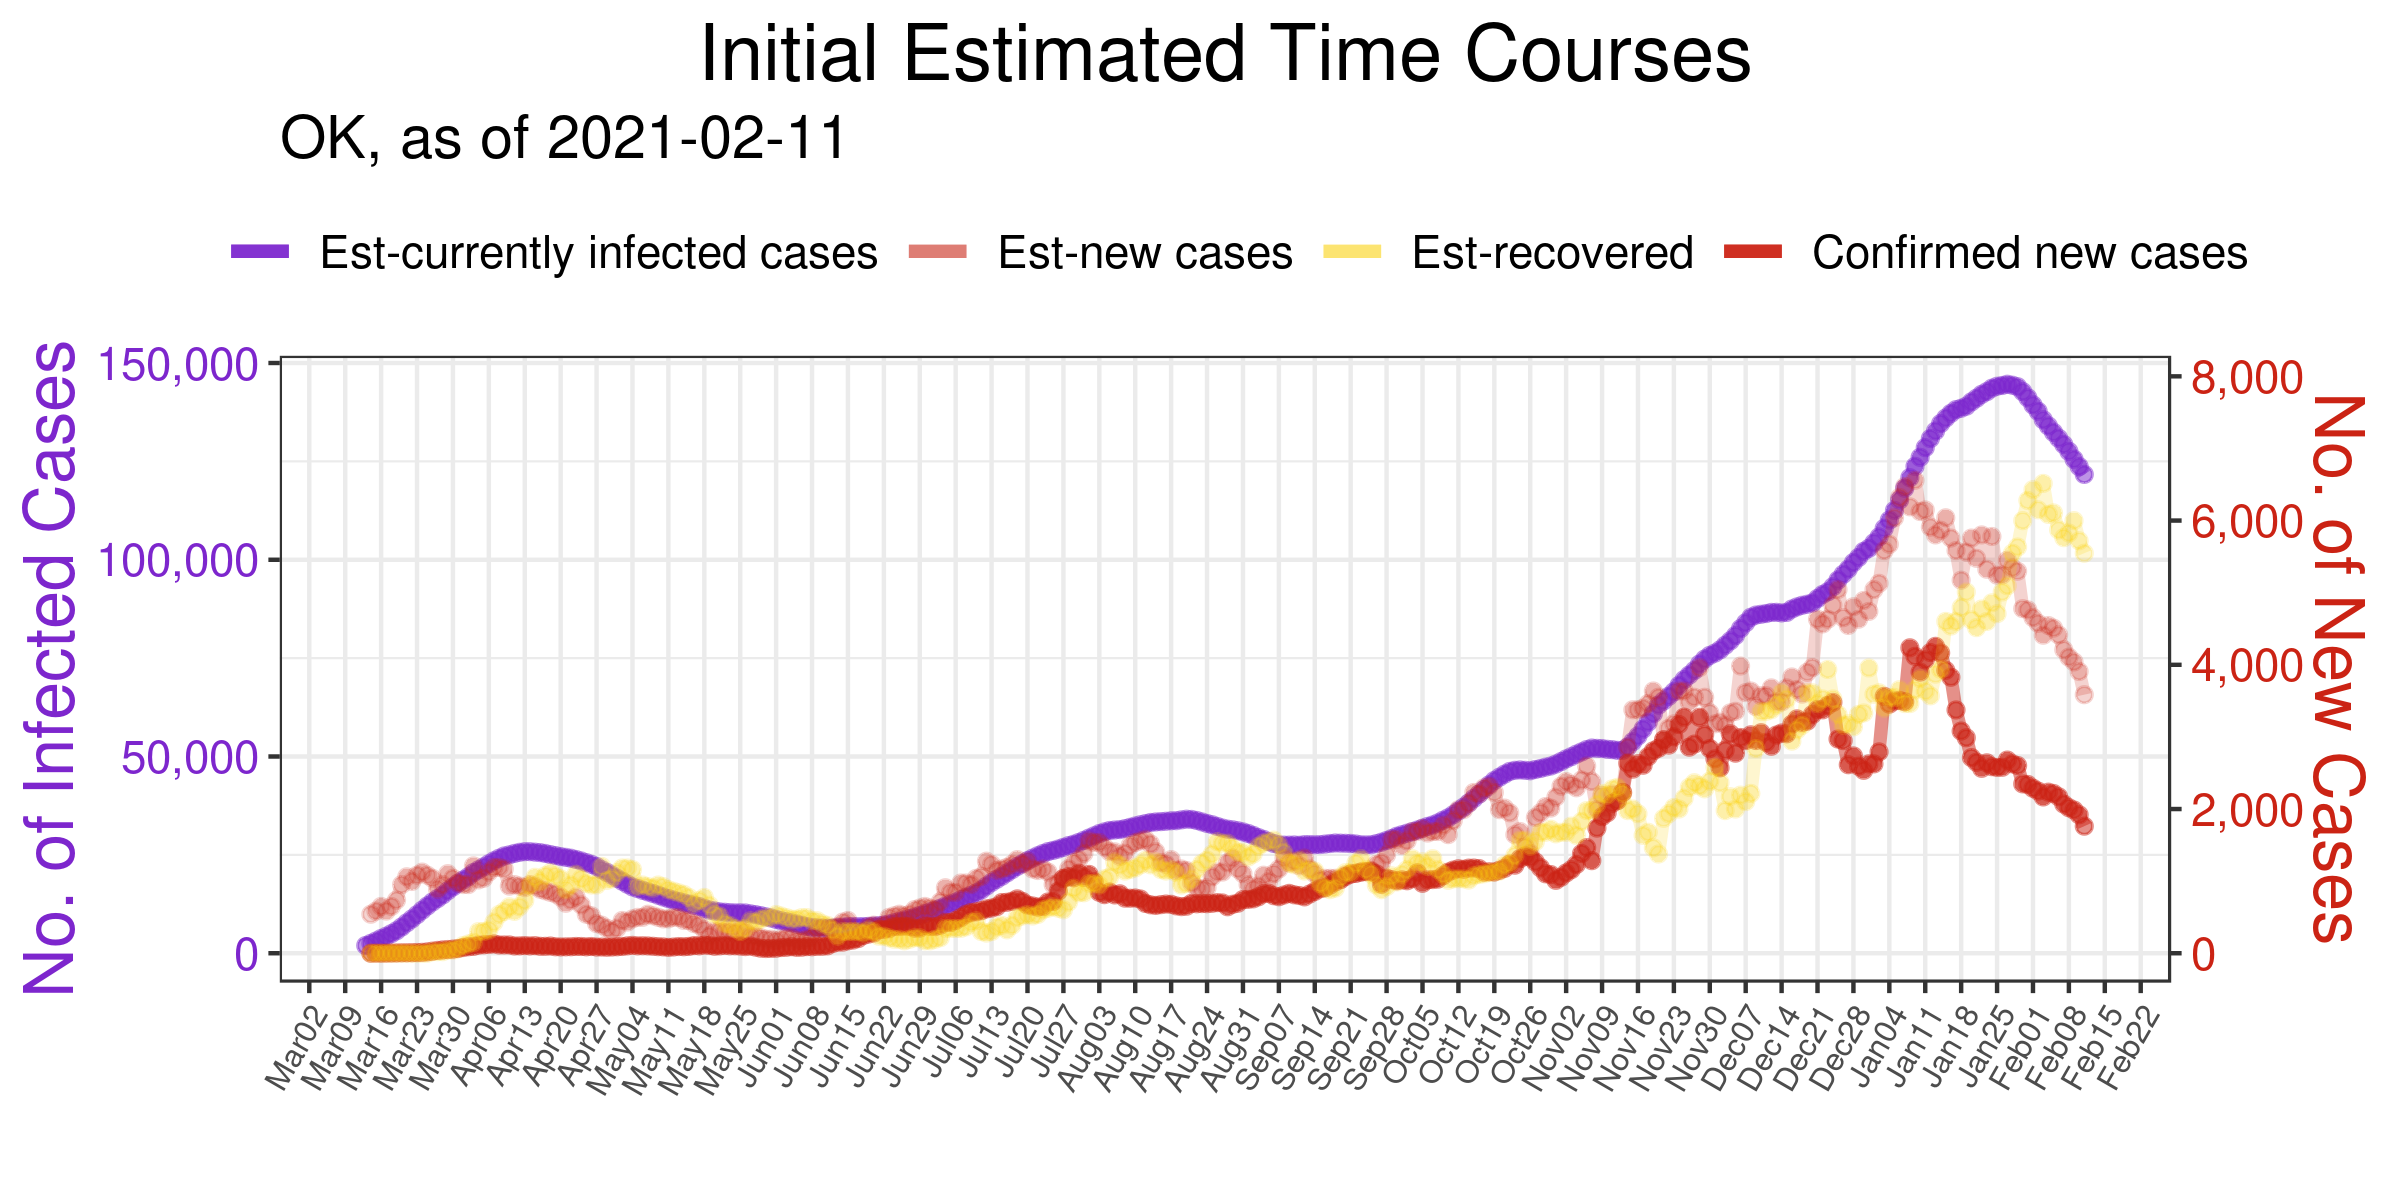 Initial Estimated Time Courses
OK, as of 2021-02-11
Est-currently infected cases Est-new cases Est-recovered Confirmed new cases
No. of Infected Cases
150,000
100,000
50,000
0
8,000
6,000
4,000
2,000
0
No. of New Cases
Mar02 Mar09 Mar16 Mar23 Mar30 Apr06 Apr13 Apr20 Apr27 May04 May11 May18 May25 Jun01 Jun08 Jun15 Jun22 Jun29 Jul06 Jul13 Jul20 Jul27 Aug03 Aug10 Aug17 Aug24 Aug31 Sep07 Sep14 Sep21 Sep28 Oct05 Oct12 Oct19 Oct26 Nov02 Nov09 Nov16 Nov23 Nov30 Dec07 Dec14 Dec21 Dec28 Jan04 Jan11 Jan18 Jan25 Feb01 Feb08 Feb15 Feb22